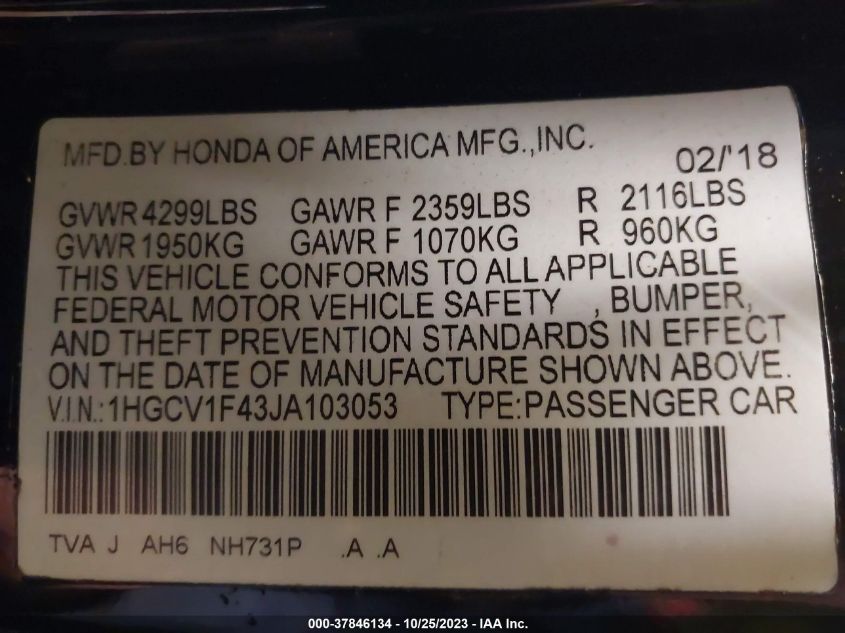 MFD.BY HONDA OF AMERICA MFG.,INC. 02/'18
GVWR 4299LBS GAWR F 2359LBS R 2116LBS
GVWR 1950KG GAWR F 1070KG R 960KG
THIS VEHICLE CONFORMS TO ALL APPLICABLE
FEDERAL MOTOR VEHICLE SAFETY , BUMPER,
AND THEFT PREVENTION STANDARDS IN EFFECT
ON THE DATE OF MANUFACTURE SHOWN ABOVE.
V.I.N.:1HGCV1F43JA103053 TYPE:PASSENGER CAR
TVA J AH6 NH731P .A .A
000-37846134 - 10/25/2023 - IAA Inc.